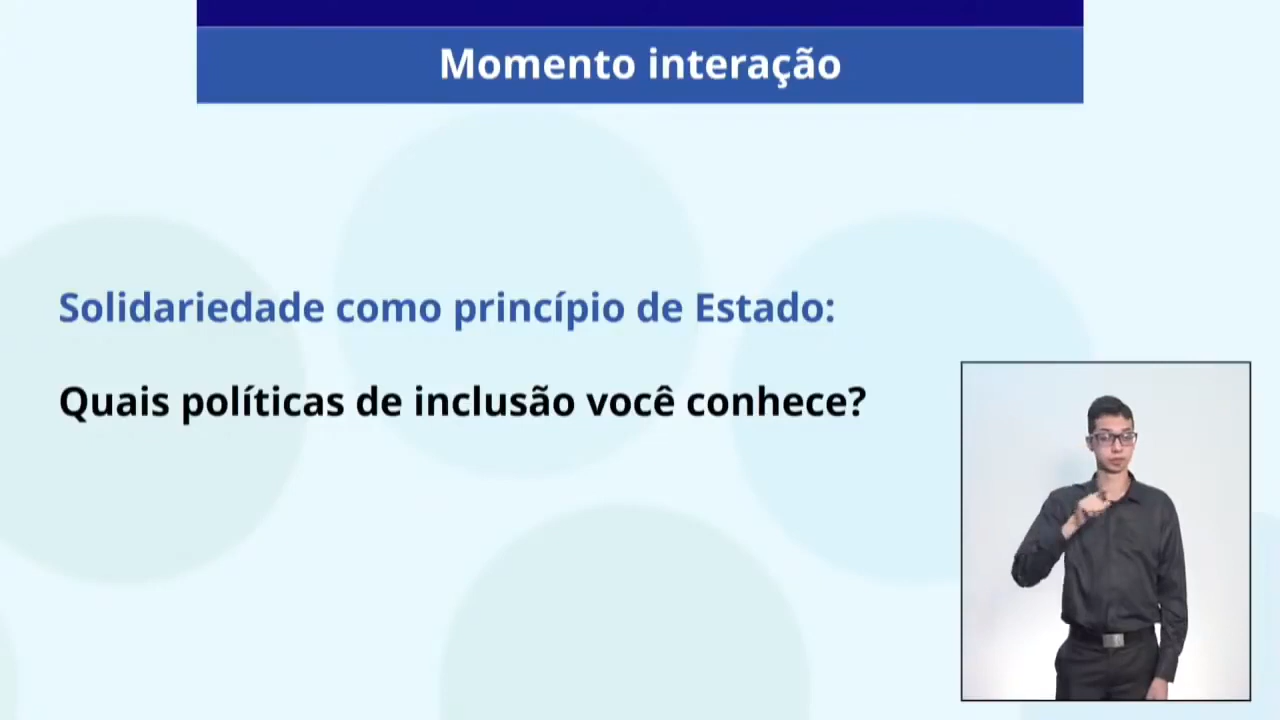 Momento interação
Solidariedade como princípio de Estado:
Quais políticas de inclusão você conhece?